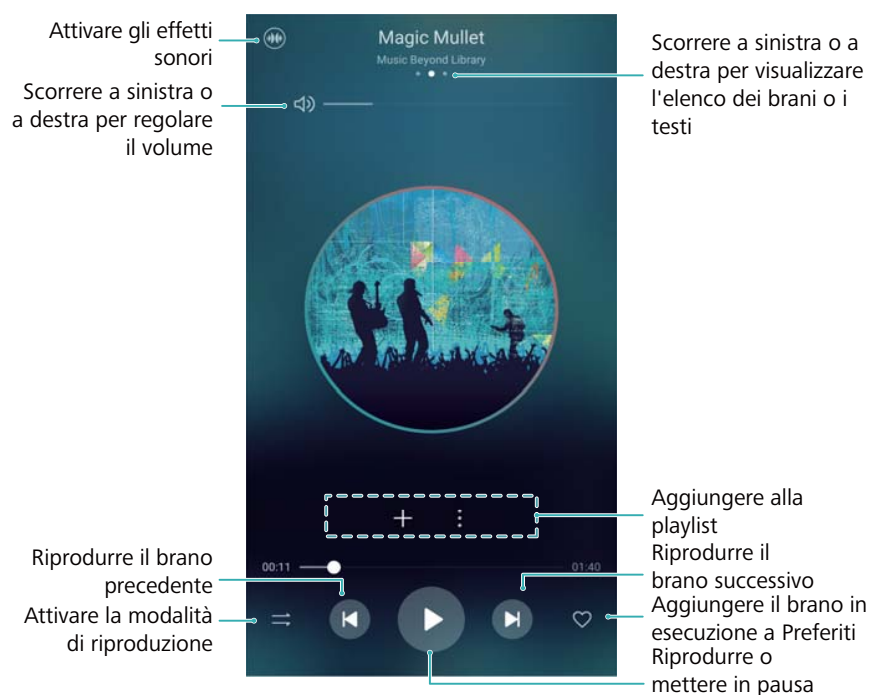 Attivare gli effetti
sonori
Scorrere a sinistra o
a destra per regolare
il volume
Magic Mullet
Music Beyond Library
Scorrere a sinistra o a
destra per visualizzare
l'elenco dei brani o i
testi
Aggiungere alla
playlist
00:11
01:40
Riprodurre il brano
precedente
Attivare la modalità
di riproduzione
Riprodurre il
brano successivo
Aggiungere il brano in
esecuzione a Preferiti
Riprodurre o
mettere in pausa